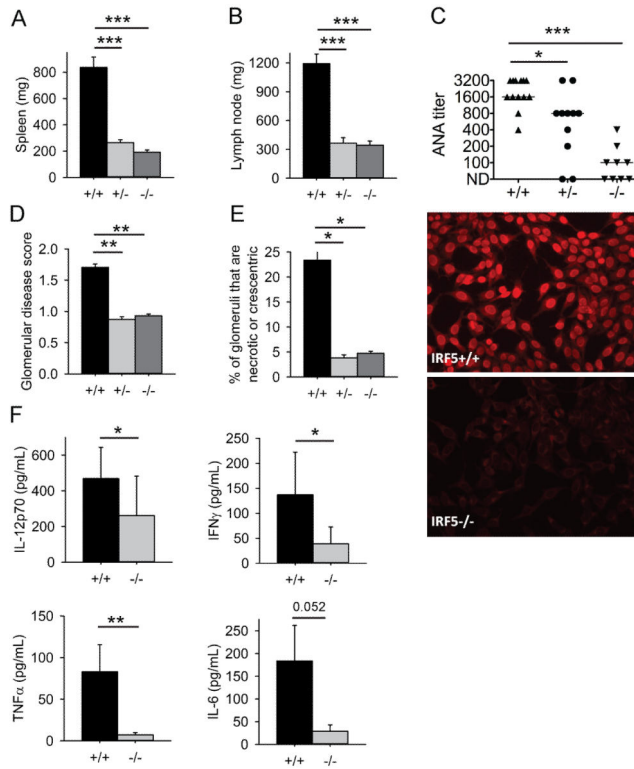 A
***
***
Spleen (mg)
800
600
400
200
0
+/+ +/- -/-
B
***
***
Lymph node (mg)
1200
900
600
300
0
+/+ +/- -/-
C
***
*
ANA titer
3200
1600
800
400
200
100
ND
+/+ +/- -/-
IRF5+/+
IRF5-/-
D
**
**
Glomerular disease score
2.0
1.5
1.0
0.5
0.0
+/+ +/- -/-
E
*
*
% of glomeruli that are
necrotic or crescentric
25
20
15
10
5
0
+/+ +/- -/-
F
*
IL-12p70 (pg/mL)
600
400
200
0
+/+ -/-
*
IFNγ (pg/mL)
250
200
150
100
50
0
+/+ -/-
**
TNFα (pg/mL)
150
100
50
0
+/+ -/-
0.052
IL-6 (pg/mL)
250
200
150
100
50
0
+/+ -/-